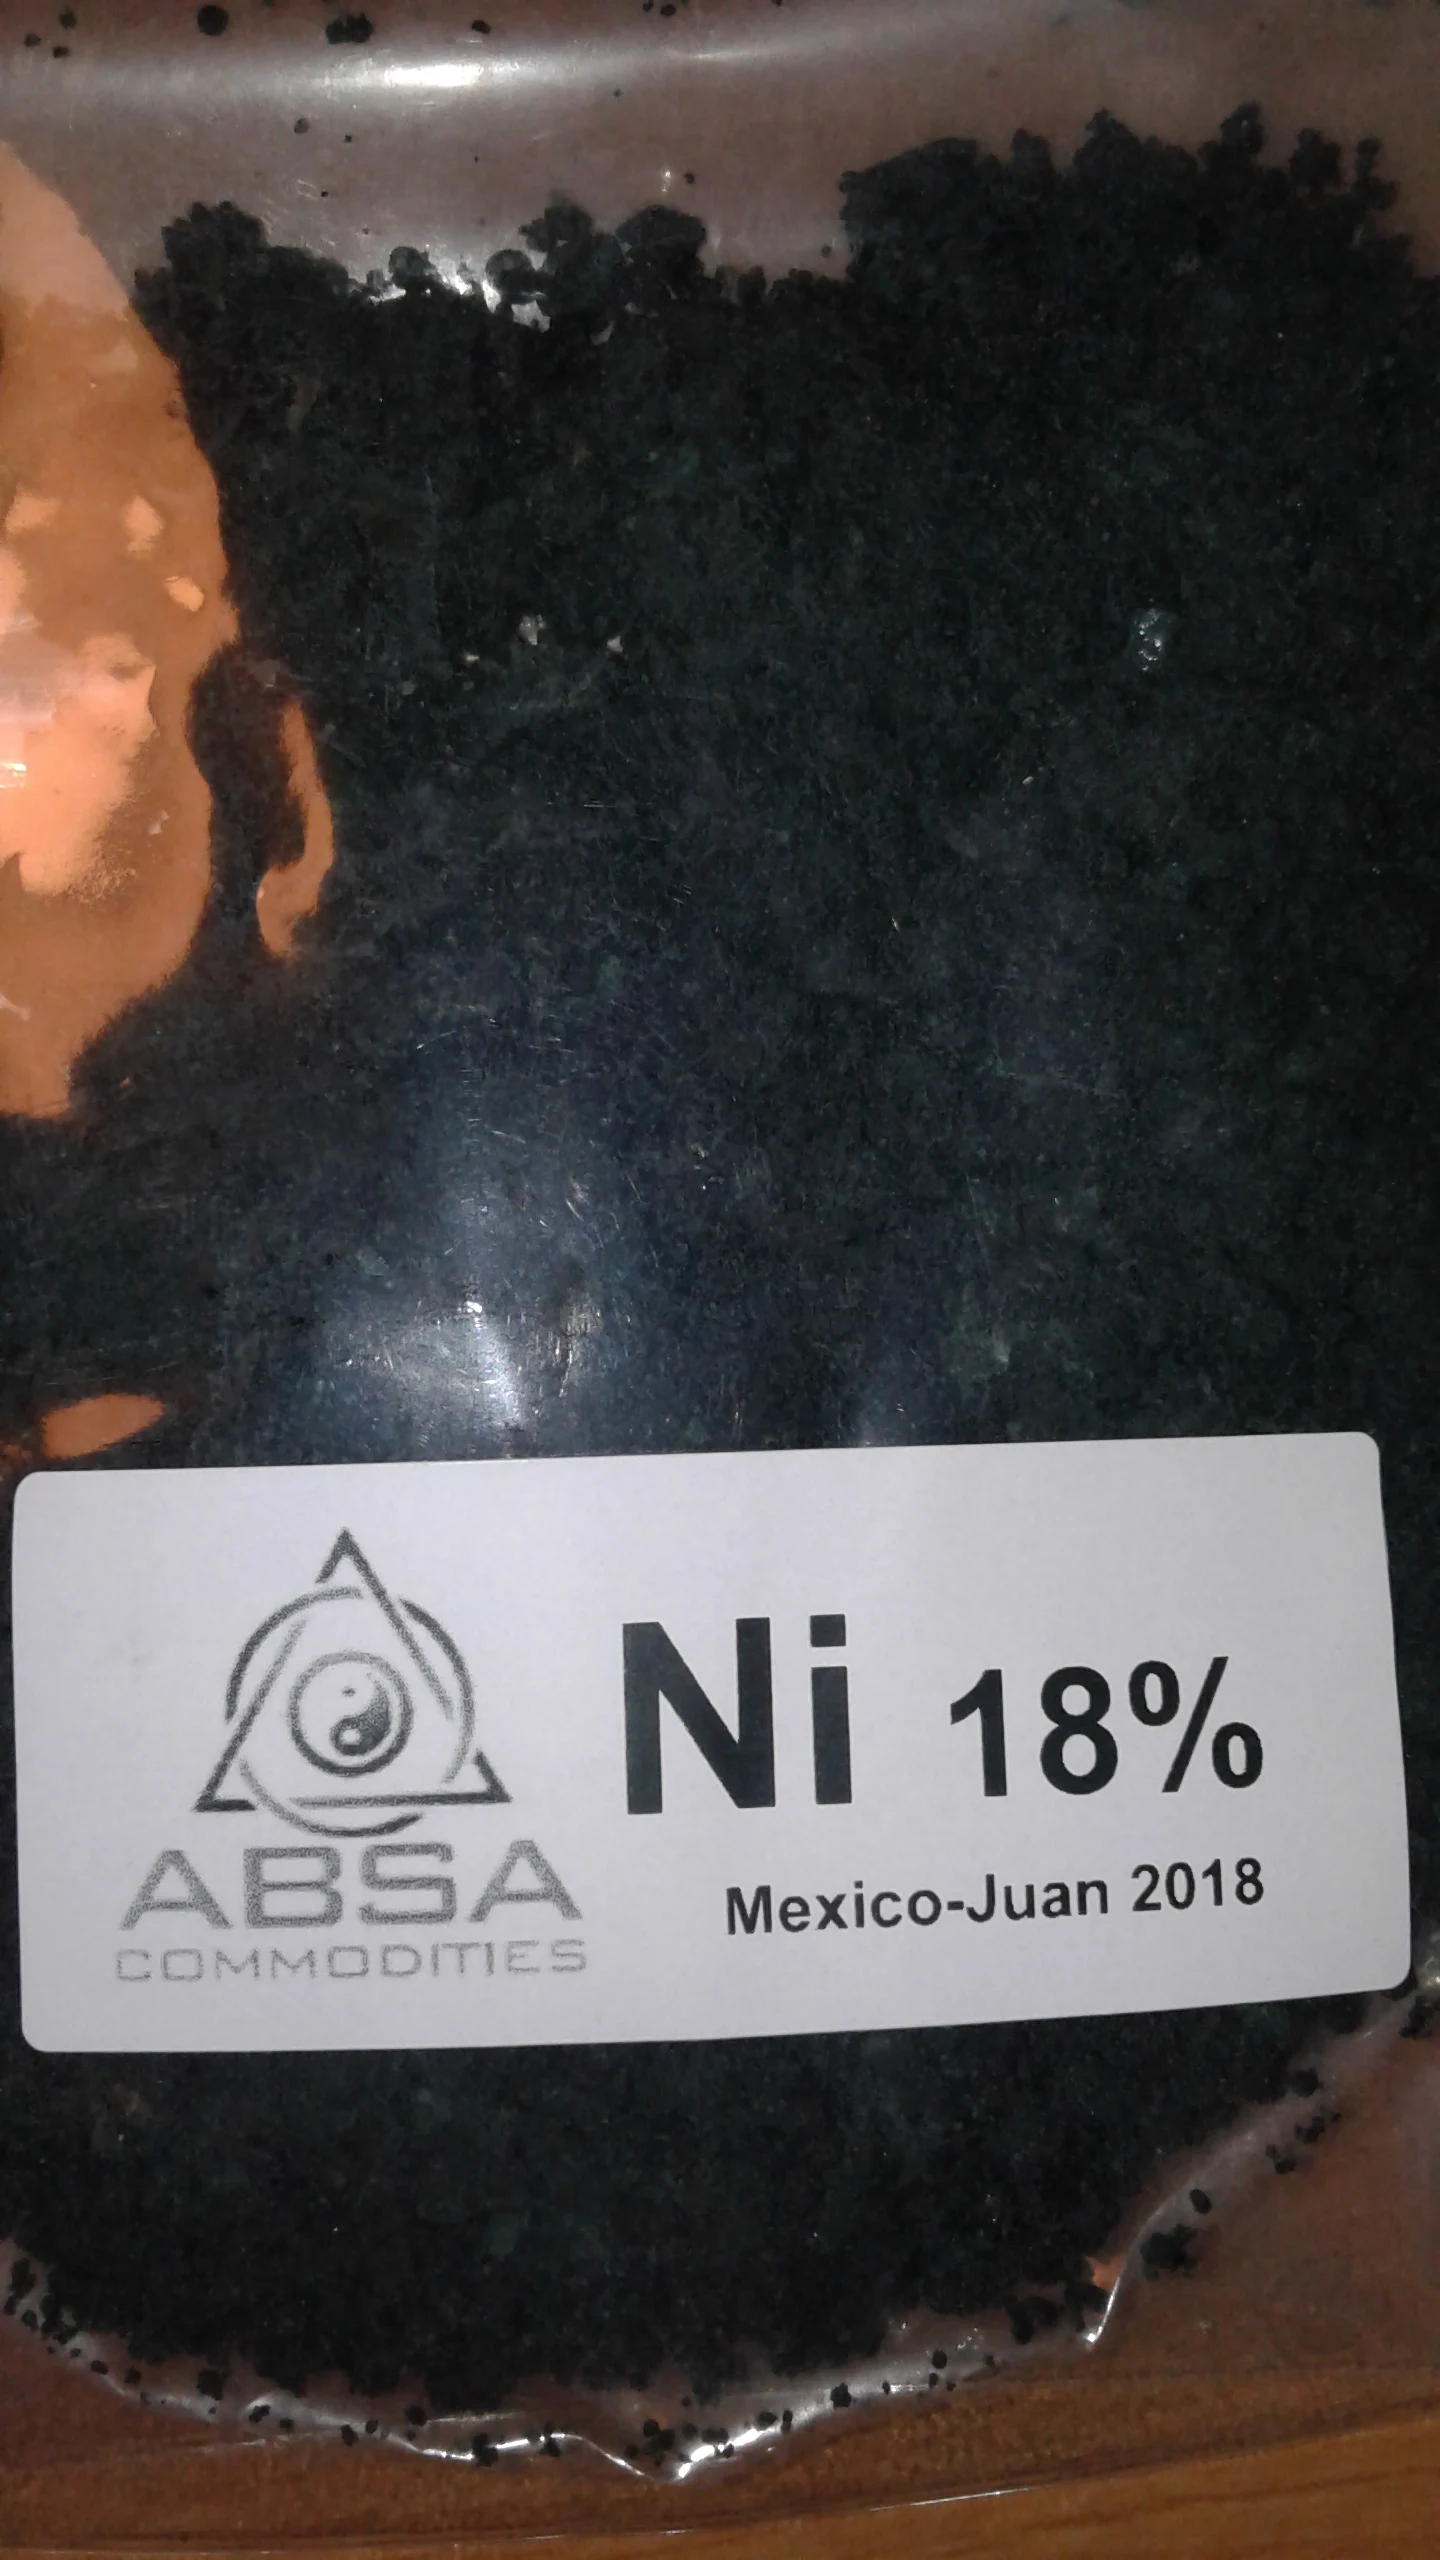 Ni 18%
Mexico-Juan 2018
ABSA
COMMODITIES